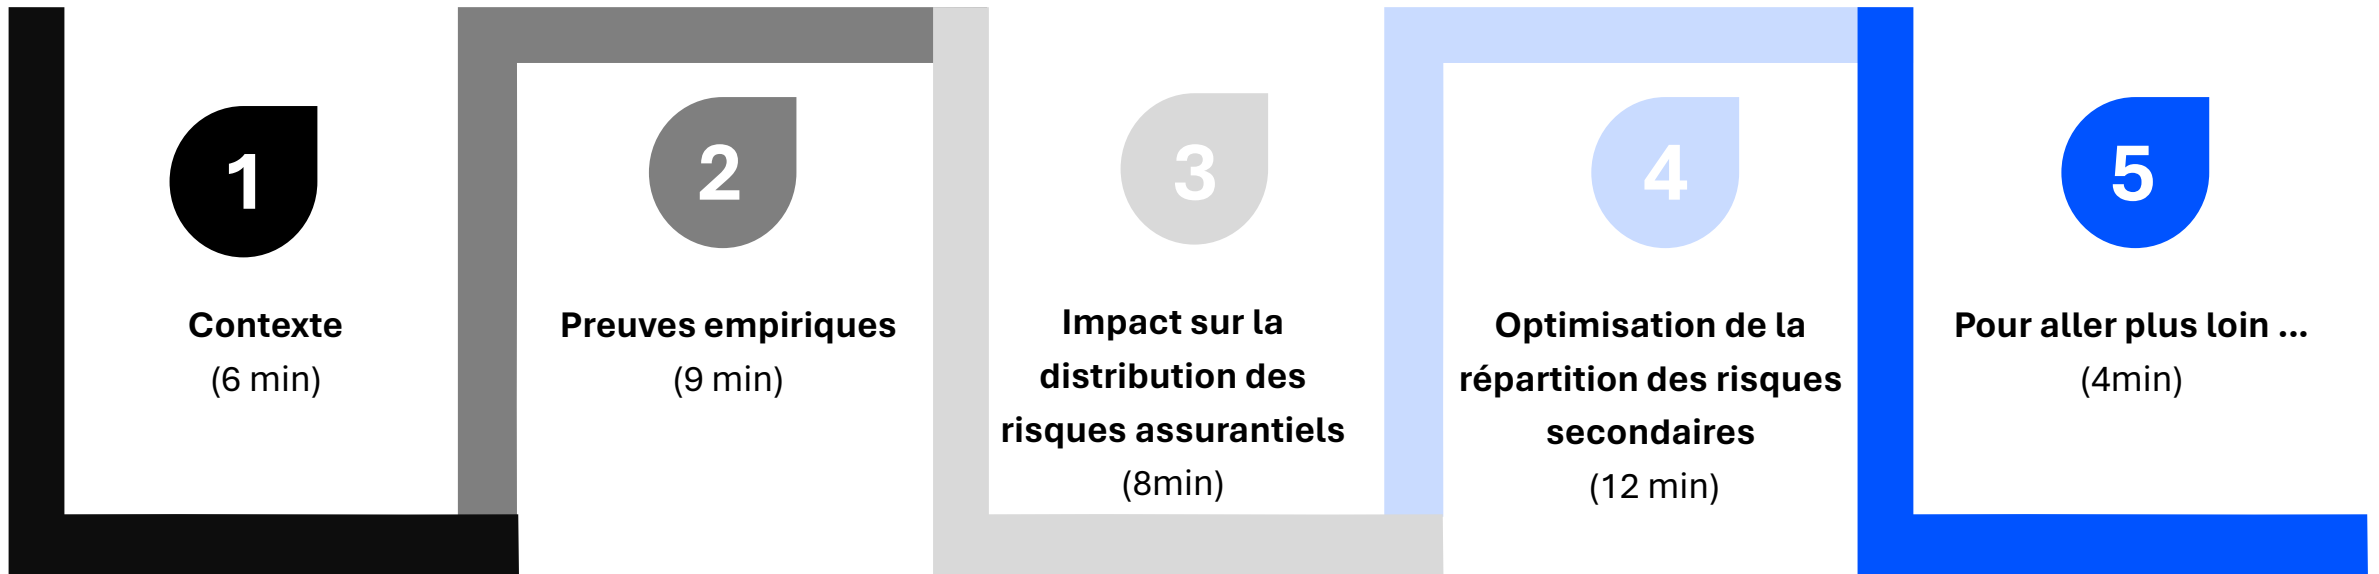 1
Contexte
(6 min)
2
Preuves empiriques
(9 min)
3
Impact sur la
distribution des
risques assurantiels
(8min)
4
Optimisation de la
répartition des risques
secondaires
(12 min)
5
Pour aller plus loin ...
(4min)